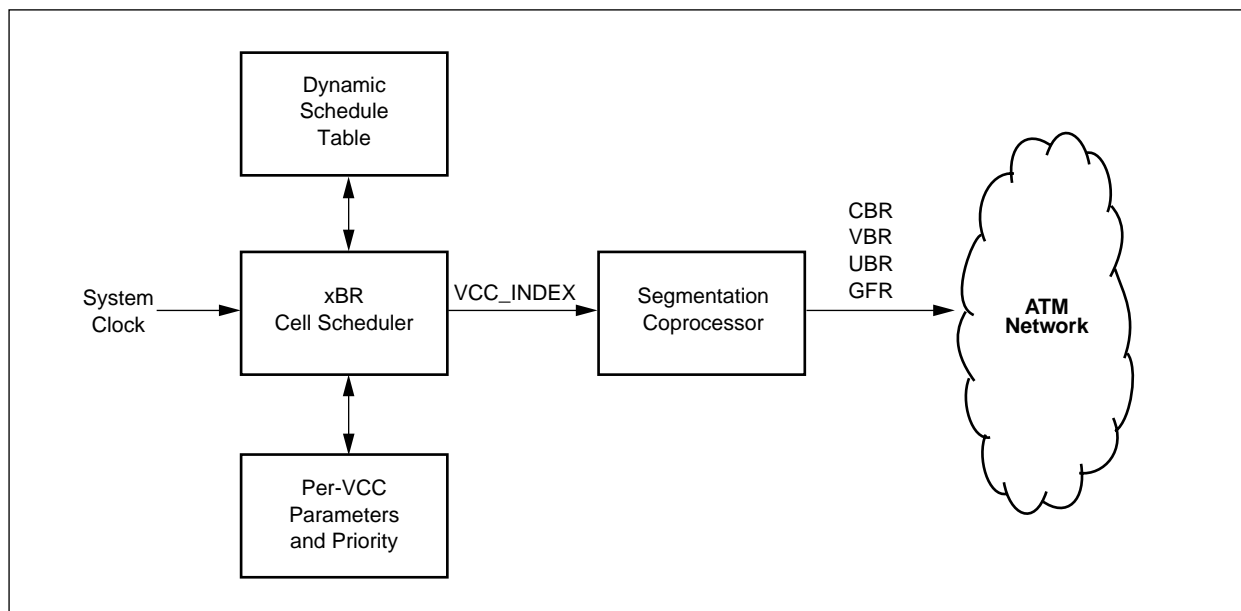 Dynamic
Schedule
Table
System
Clock
xBR
Cell Scheduler
VCC_INDEX
Segmentation
Coprocessor
CBR
VBR
UBR
GFR
ATM
Network
Per-VCC
Parameters
and Priority